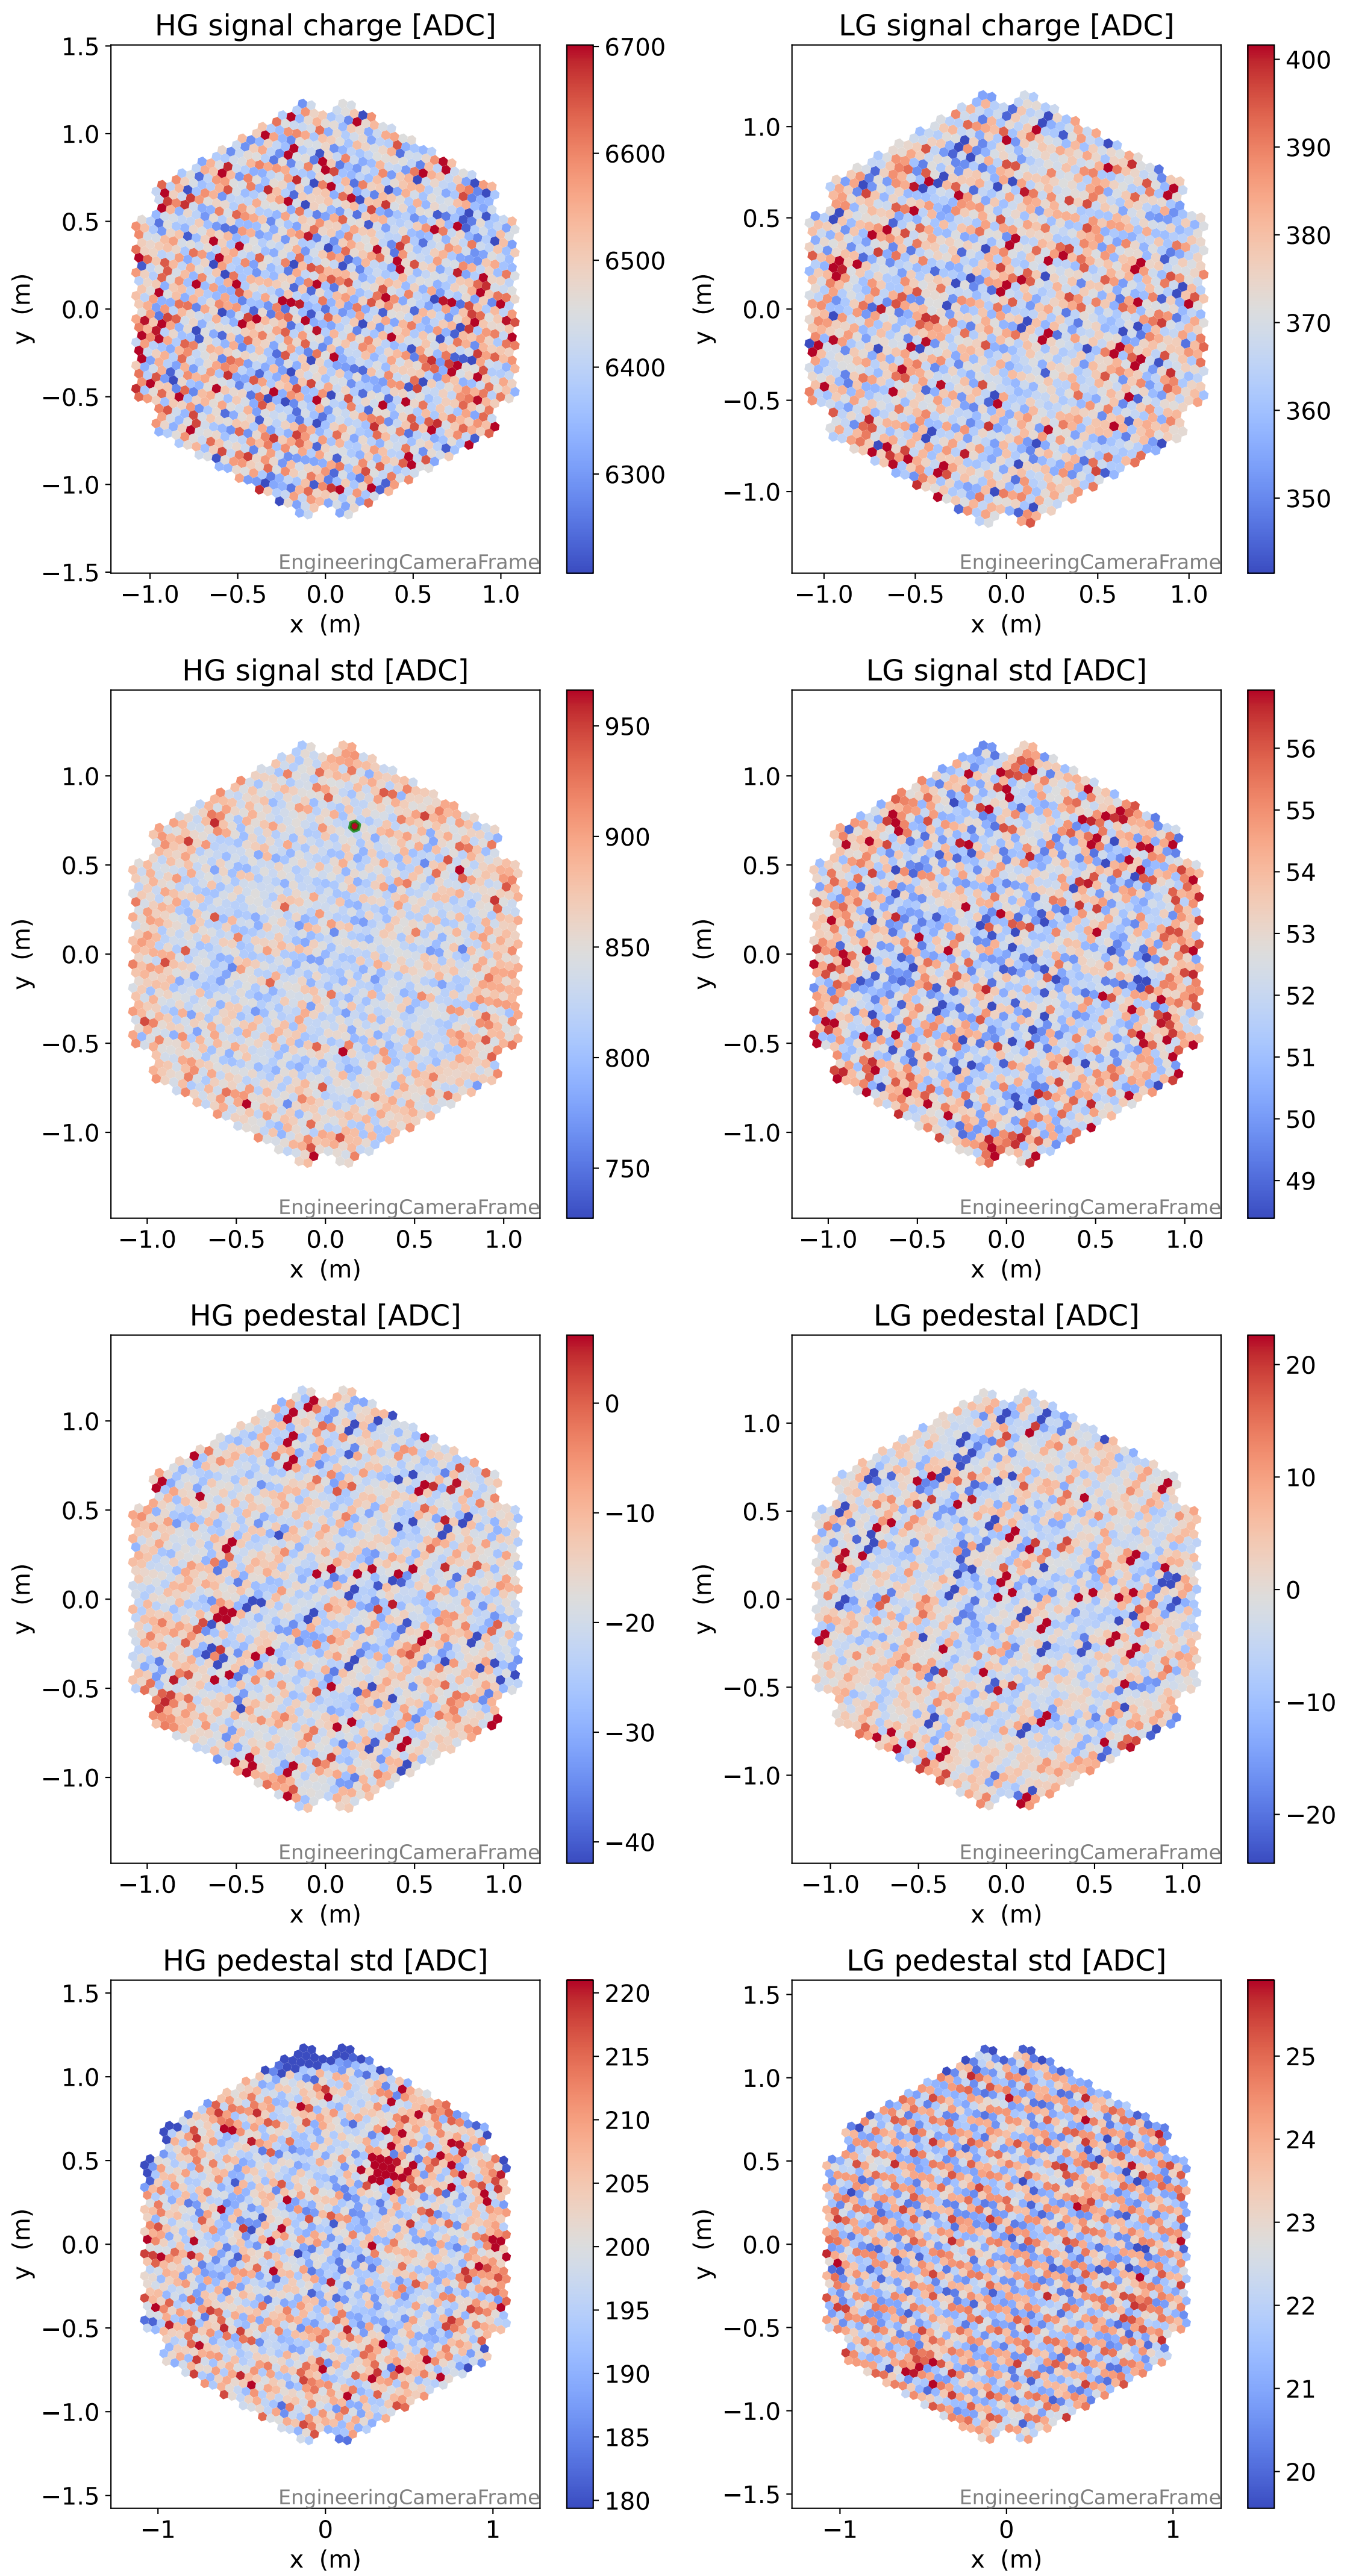 HG signal charge [ADC]
1.5
1.0
0.5
0.0
−0.5
−1.0
−1.5
y (m)
−1.0 −0.5 0.0 0.5 1.0
x (m)
EngineeringCameraFrame
6700
6600
6500
6400
6300
LG signal charge [ADC]
1.0
0.5
0.0
−0.5
−1.0
y (m)
−1.0 −0.5 0.0 0.5 1.0
x (m)
EngineeringCameraFrame
400
390
380
370
360
350
HG signal std [ADC]
1.0
0.5
0.0
−0.5
−1.0
y (m)
−1.0 −0.5 0.0 0.5 1.0
x (m)
EngineeringCameraFrame
950
900
850
800
750
LG signal std [ADC]
1.0
0.5
0.0
−0.5
−1.0
y (m)
−1.0 −0.5 0.0 0.5 1.0
x (m)
EngineeringCameraFrame
56
55
54
53
52
51
50
49
HG pedestal [ADC]
1.0
0.5
0.0
−0.5
−1.0
y (m)
−1.0 −0.5 0.0 0.5 1.0
x (m)
EngineeringCameraFrame
0
−10
−20
−30
−40
LG pedestal [ADC]
1.0
0.5
0.0
−0.5
−1.0
y (m)
−1.0 −0.5 0.0 0.5 1.0
x (m)
EngineeringCameraFrame
20
10
0
−10
−20
HG pedestal std [ADC]
1.5
1.0
0.5
0.0
−0.5
−1.0
−1.5
y (m)
−1 0 1
x (m)
EngineeringCameraFrame
220
215
210
205
200
195
190
185
180
LG pedestal std [ADC]
1.5
1.0
0.5
0.0
−0.5
−1.0
−1.5
y (m)
−1 0 1
x (m)
EngineeringCameraFrame
25
24
23
22
21
20